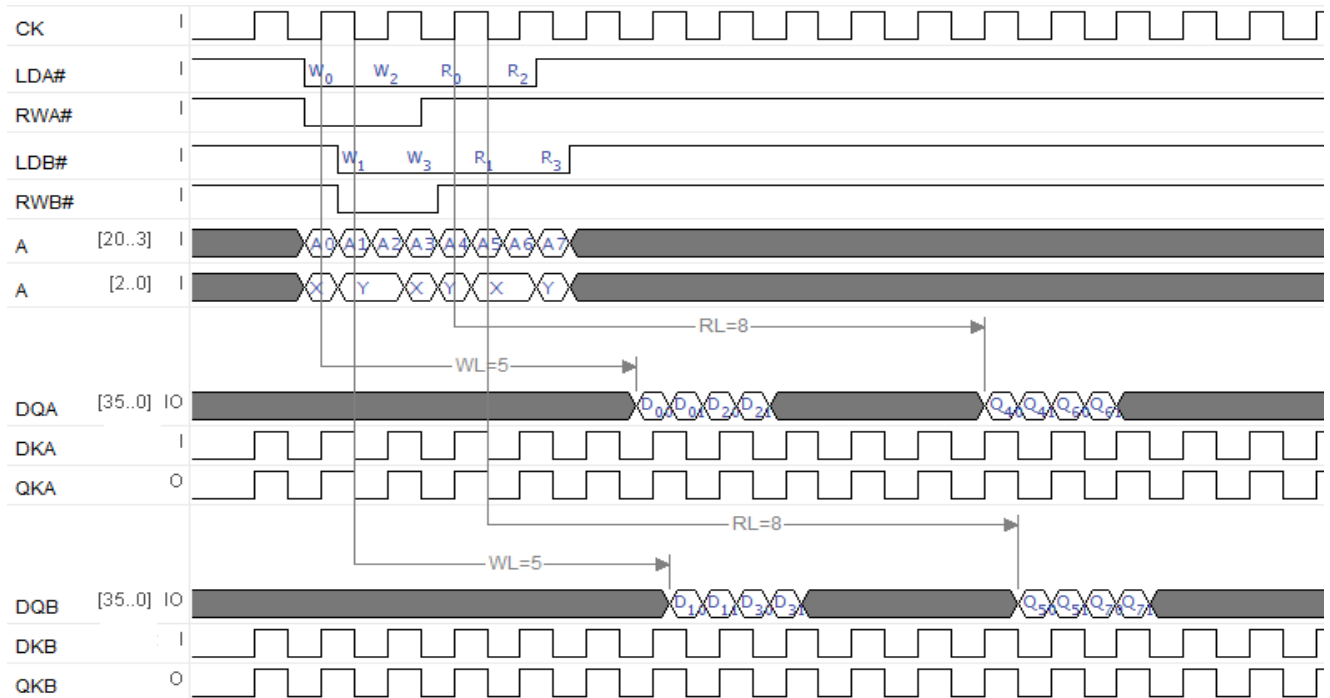 CK I
LDA# I W0 W2 R0 R2
RWA# I
LDB# I W1 W3 R1 R3
RWB# I
A [20..3] I A0 A1 A2 A3 A4 A5 A6 A7
A [2..0] I X Y X Y X Y
RL=8
WL=5
DQA [35..0] IO D00 D01 D20 D21 Q40 Q41 Q60 Q61
DKA I
QKA O
RL=8
WL=5
DQB [35..0] IO D10 D11 D30 D31 Q50 Q51 Q70 Q71
DKB I
QKB O